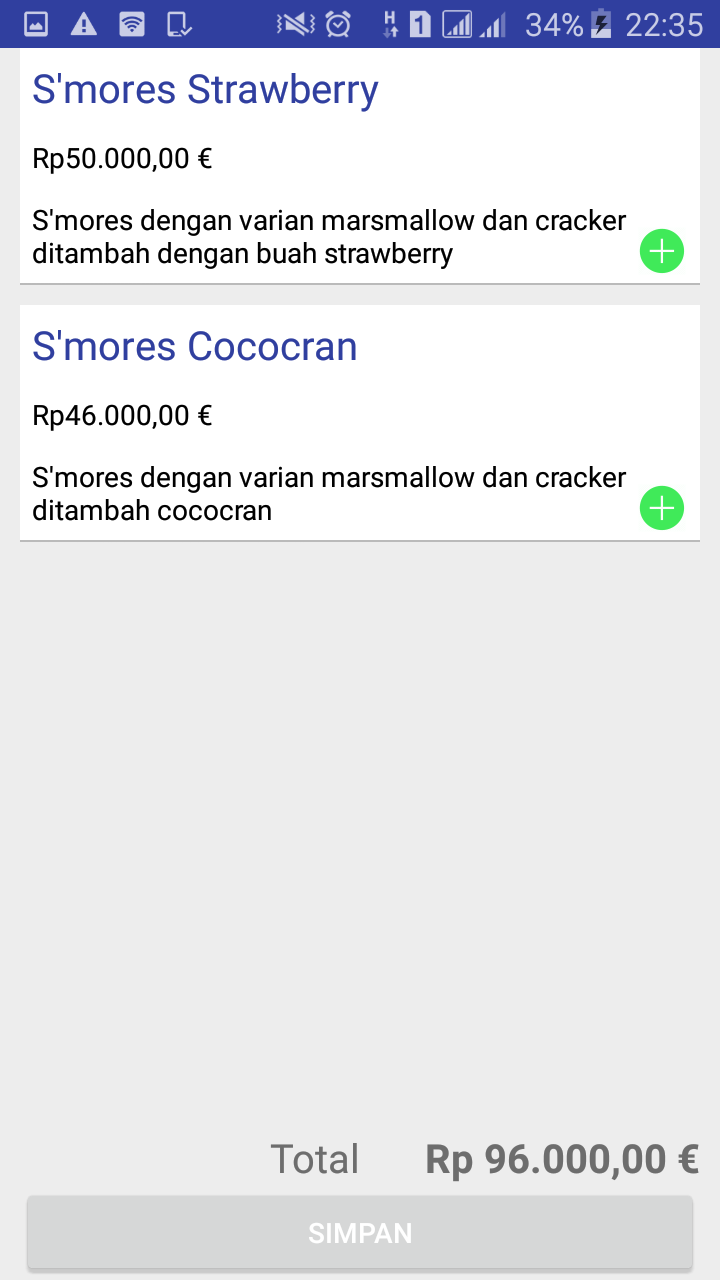 34% 22:35
S'mores Strawberry
Rp50.000,00 €
S'mores dengan varian marsmallow dan cracker
ditambah dengan buah strawberry
S'mores Cococran
Rp46.000,00 €
S'mores dengan varian marsmallow dan cracker
ditambah cococran
Total Rp 96.000,00 €
SIMPAN